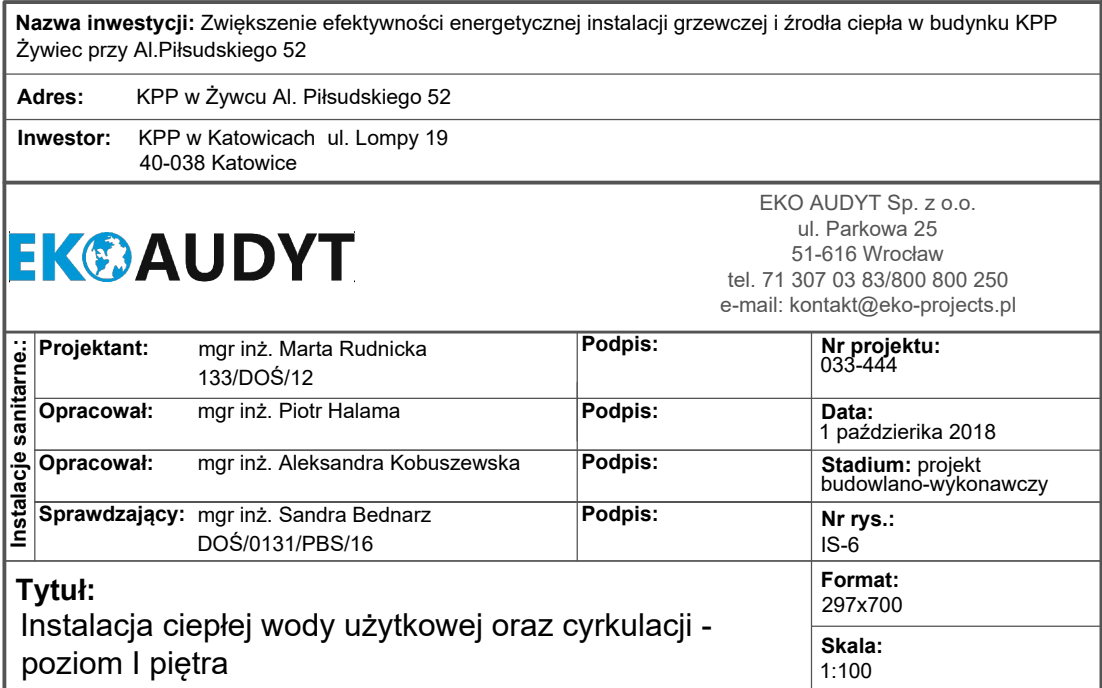 Nazwa inwestycji: Zwiększenie efektywności energetycznej instalacji grzewczej i źródła ciepła w budynku KPP
Żywiec przy Al.Piłsudskiego 52
Adres: KPP w Żywcu Al. Piłsudskiego 52
Inwestor: KPP w Katowicach ul. Lompy 19
40-038 Katowice
EKO AUDYT
EKO AUDYT Sp. z o.o.
ul. Parkowa 25
51-616 Wrocław
tel. 71 307 03 83/800 800 250
e-mail: kontakt@eko-projects.pl
Instalacje sanitarne.:
Projektant: mgr inż. Marta Rudnicka
133/DOŚ/12
Podpis:
Nr projektu:
033-444
Opracował: mgr inż. Piotr Halama
Podpis:
Data:
1 paździerika 2018
Opracował: mgr inż. Aleksandra Kobuszewska
Podpis:
Stadium: projekt
budowlano-wykonawczy
Sprawdzający: mgr inż. Sandra Bednarz
DOŚ/0131/PBS/16
Podpis:
Nr rys.:
IS-6
Tytuł:
Instalacja ciepłej wody użytkowej oraz cyrkulacji -
poziom I piętra
Format:
297x700
Skala:
1:100